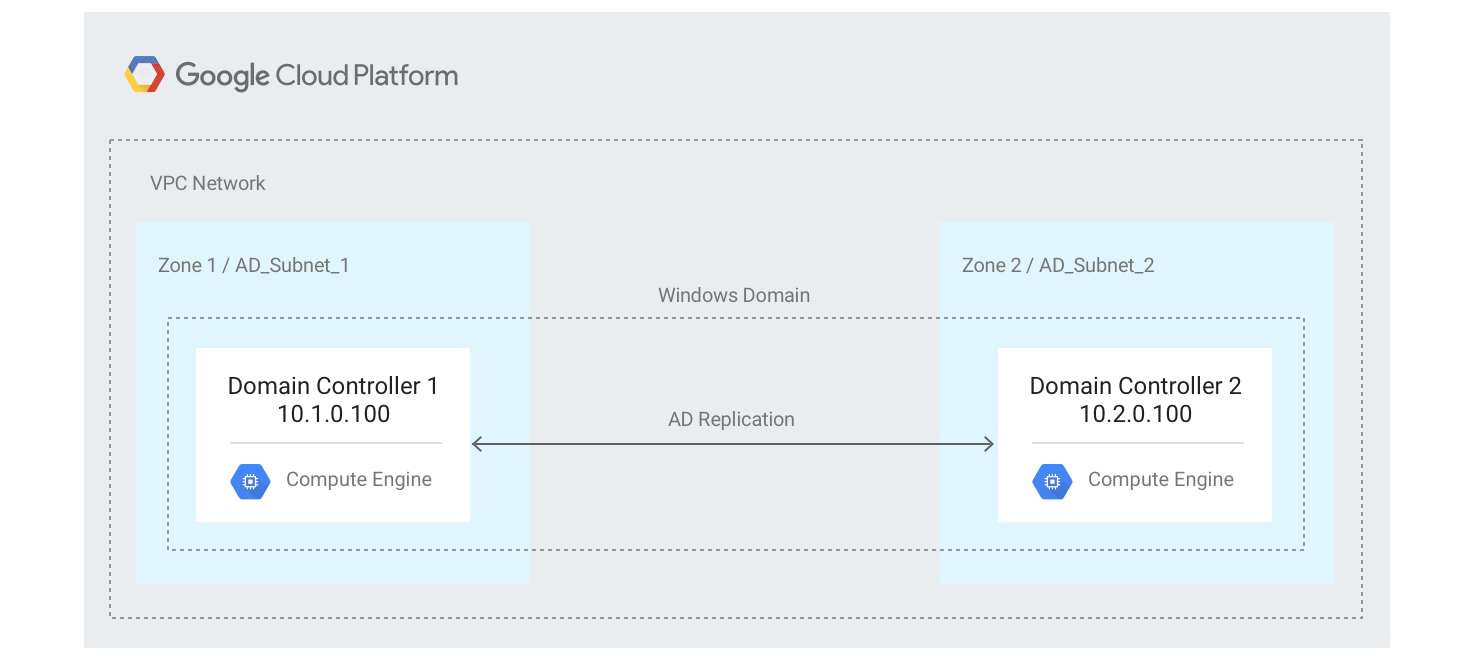 Google Cloud Platform
VPC Network
Zone 1 / AD_Subnet_1
Zone 2 / AD_Subnet_2
Windows Domain
Domain Controller 1
10.1.0.100
Compute Engine
AD Replication
Domain Controller 2
10.2.0.100
Compute Engine